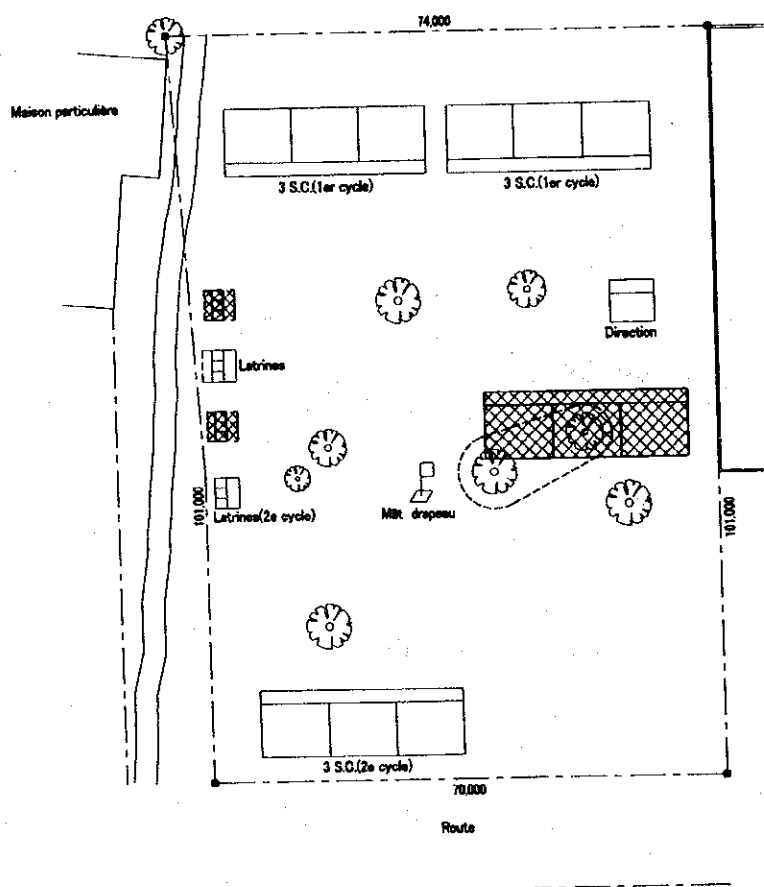 74,000
Maison particulière
3 S.C.(1er cycle)
3 S.C.(1er cycle)
Direction
Latrines
Mât drapeau
Latrines(2e cycle)
101,000
101,000
3 S.C.(2e cycle)
70,000
Route